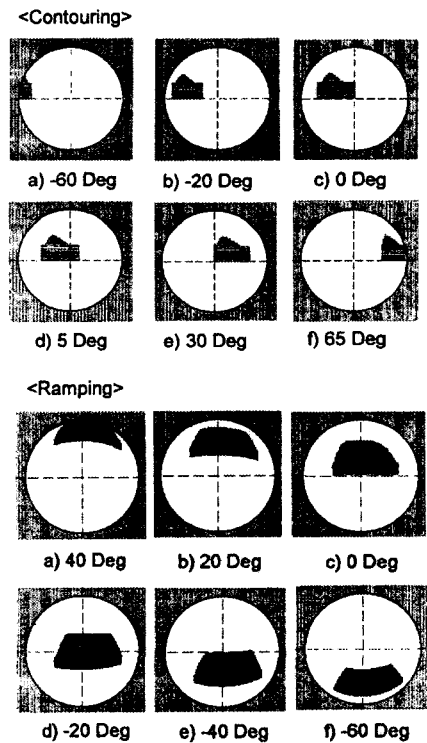 <Contouring>
a) -60 Deg b) -20 Deg c) 0 Deg
d) 5 Deg e) 30 Deg f) 65 Deg
<Ramping>
a) 40 Deg b) 20 Deg c) 0 Deg
d) -20 Deg e) -40 Deg f) -60 Deg